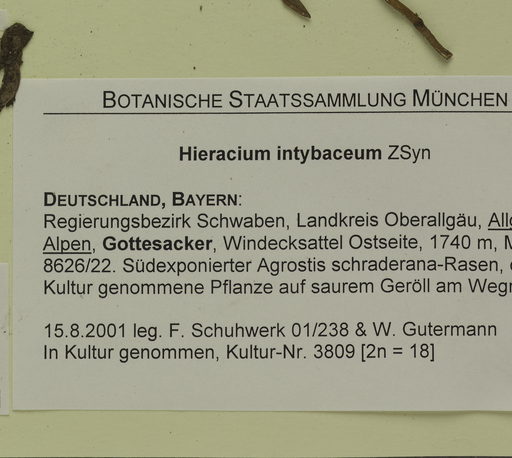 BOTANISCHE STAATSSAMMLUNG MÜNCHEN
Hieracium intybaceum ZSyn
DEUTSCHLAND, BAYERN:
Regierungsbezirk Schwaben, Landkreis Oberallgäu,
Alpen, Gottesacker, Windecksattel Ostseite, 1740 m,
8626/22. Südexponierter Agrostis schraderana-Rasen,
Kultur genommene Pflanze auf saurem Geröll am
15.8.2001 leg. F. Schuhwerk 01/238 & W. Gutermann
In Kultur genommen, Kultur-Nr. 3809 [2n = 18]